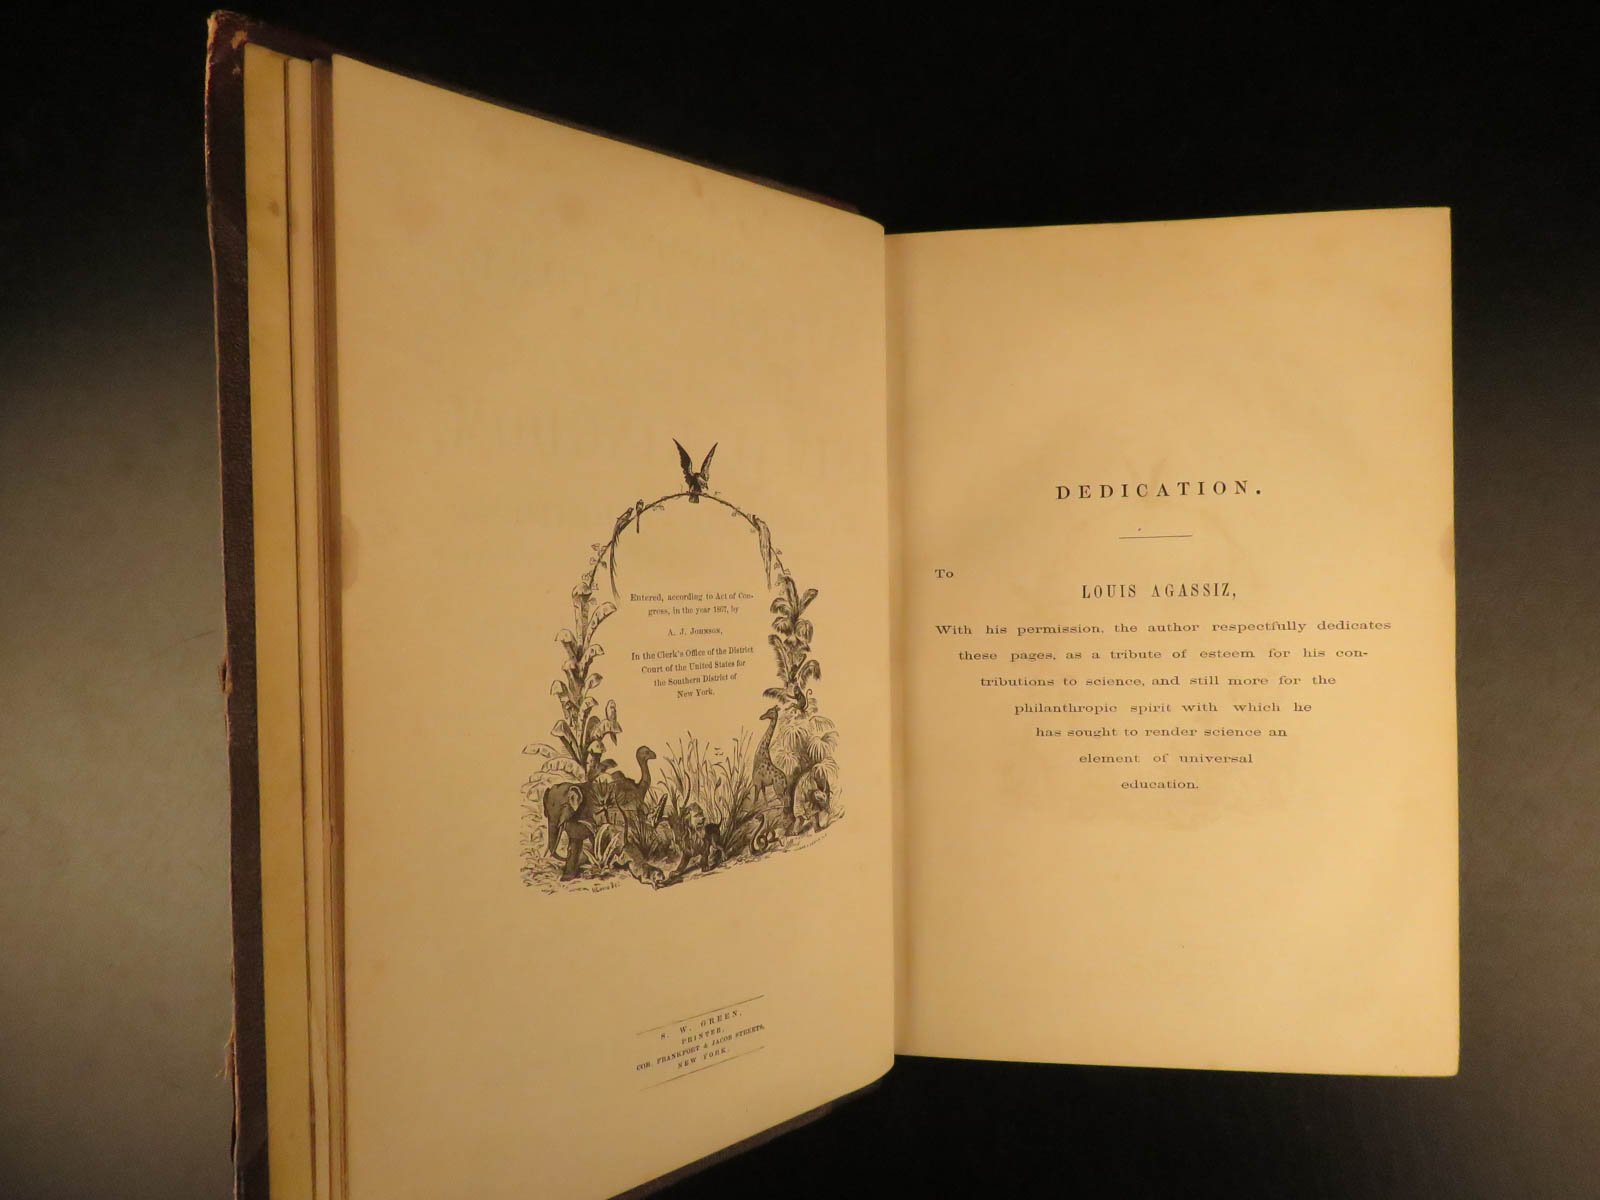 Entered, according to Act of Con-
gress, in the year 1867, by
A. J. Johnson,
In the Clerk's Office of the District
Court of the United States for
the Southern District of
New York.
S. W. GREEN,
PRINTER,
COR. FRANKFORT & JACOB STREETS,
NEW YORK.
DEDICATION.
To
LOUIS AGASSIZ,
With his permission, the author respectfully dedicates
these pages, as a tribute of esteem for his con-
tributions to science, and still more for the
philanthropic spirit with which he
has sought to render science an
element of universal
education.